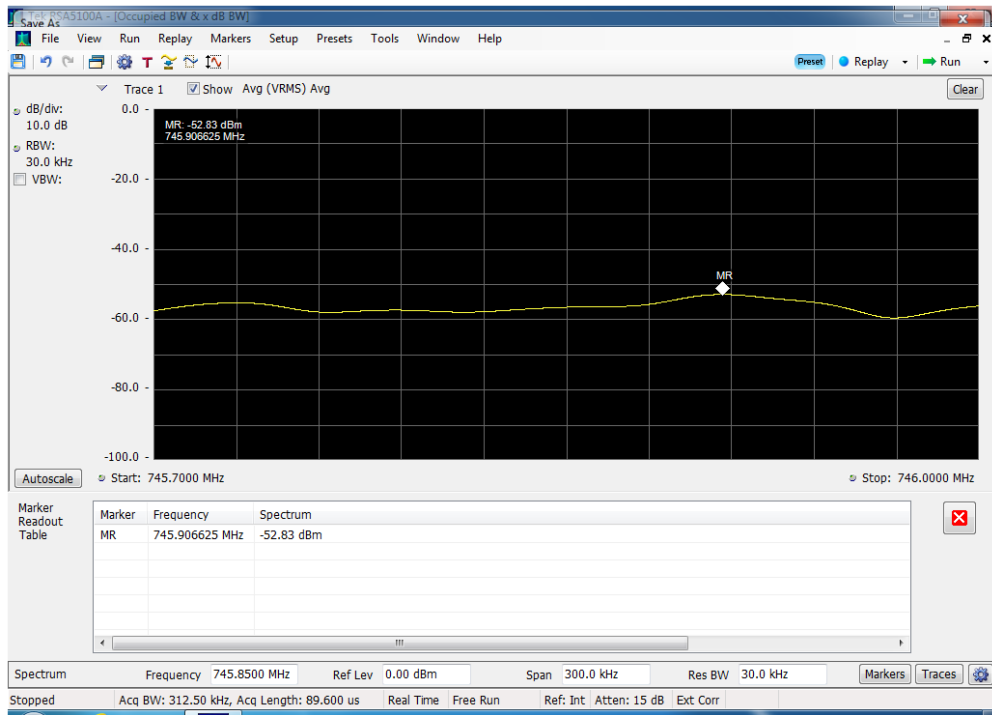 Tek RSA5100A - [Occupied BW & x dB BW]
Save As
File View Run Replay Markers Setup Presets Tools Window Help
T Preset Replay Run
Trace 1 Show Avg (VRMS) Avg Clear
dB/div:
10.0 dB
RBW:
30.0 kHz
VBW:
0.0
-20.0
-40.0
-60.0
-80.0
-100.0
MR: -52.83 dBm
745.906625 MHz
MR
Autoscale Start: 745.7000 MHz Stop: 746.0000 MHz
Marker
Readout
Table
Marker Frequency Spectrum
MR 745.906625 MHz -52.83 dBm
Spectrum Frequency 745.8500 MHz Ref Lev 0.00 dBm Span 300.0 kHz Res BW 30.0 kHz Markers Traces
Stopped Acq BW: 312.50 kHz, Acq Length: 89.600 us Real Time Free Run Ref: Int Atten: 15 dB Ext Corr